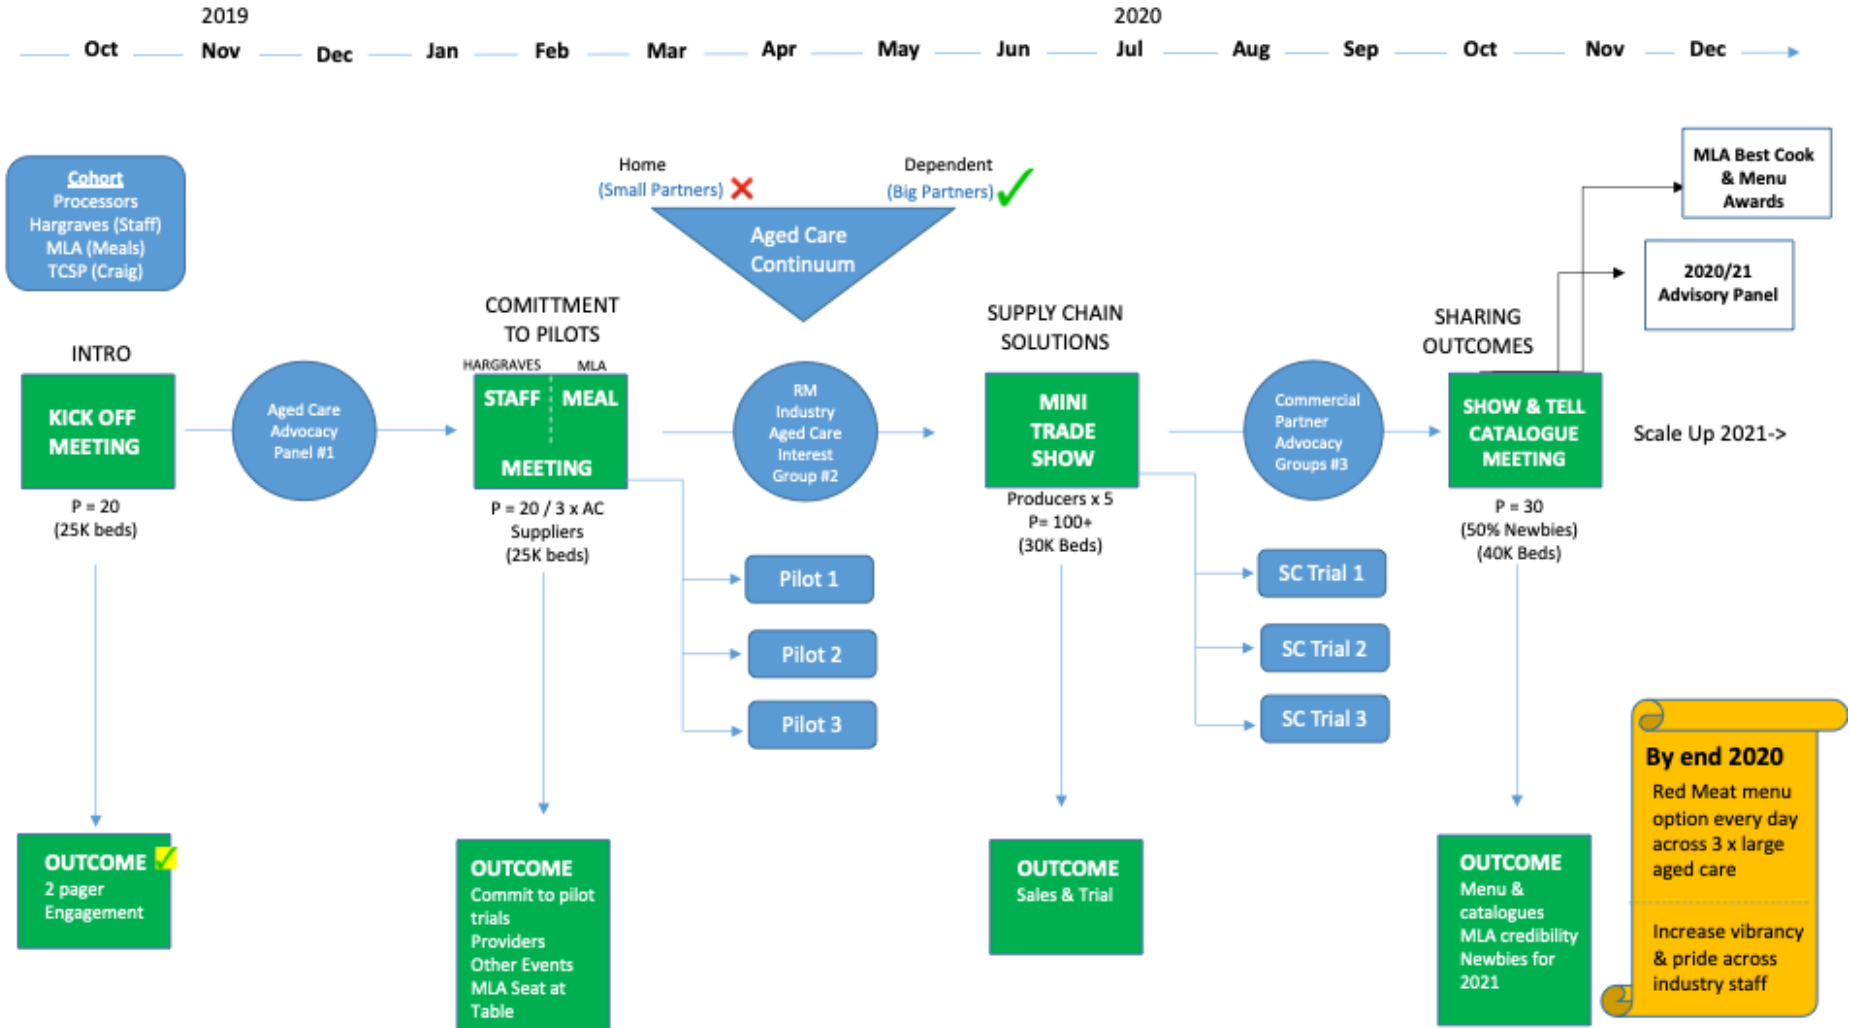 2019
2020
Oct
Nov
Dec
Jan
Feb
Mar
Apr
May
Jun
Jul
Aug
Sep
Oct
Nov
Dec
Cohort
Processors
Hargraves (Staff)
MLA (Meals)
TCSP (Craig)
Home
(Small Partners)
Dependent
(Big Partners)
Aged Care
Continuum
MLA Best Cook
& Menu
Awards
2020/21
Advisory Panel
INTRO
KICK OFF
MEETING
P = 20
(25K beds)
Aged Care
Advocacy
Panel #1
COMITTMENT
TO PILOTS
HARGRAVES
MLA
STAFF
MEAL
MEETING
P = 20 / 3 x AC
Suppliers
(25K beds)
RM
Industry
Aged Care
Interest
Group #2
SUPPLY CHAIN
SOLUTIONS
MINI
TRADE
SHOW
Producers x 5
P= 100+
(30K Beds)
Commercial
Partner
Advocacy
Groups #3
SHARING
OUTCOMES
SHOW & TELL
CATALOGUE
MEETING
P = 30
(50% Newbies)
(40K Beds)
Scale Up 2021->
Pilot 1
Pilot 2
Pilot 3
SC Trial 1
SC Trial 2
SC Trial 3
OUTCOME
2 pager
Engagement
OUTCOME
Commit to pilot
trials
Providers
Other Events
MLA Seat at
Table
OUTCOME
Sales & Trial
OUTCOME
Menu &
catalogues
MLA credibility
Newbies for
2021
By end 2020
Red Meat menu
option every day
across 3 x large
aged care
Increase vibrancy
& pride across
industry staff